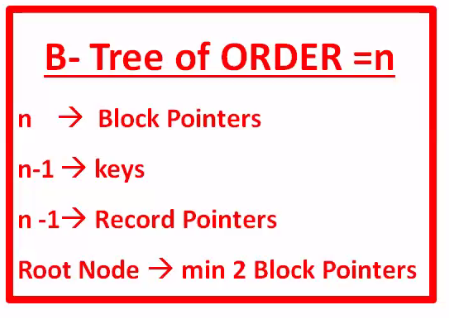 B- Tree of ORDER =n
n → Block Pointers
n-1 → keys
n -1→ Record Pointers
Root Node → min 2 Block Pointers